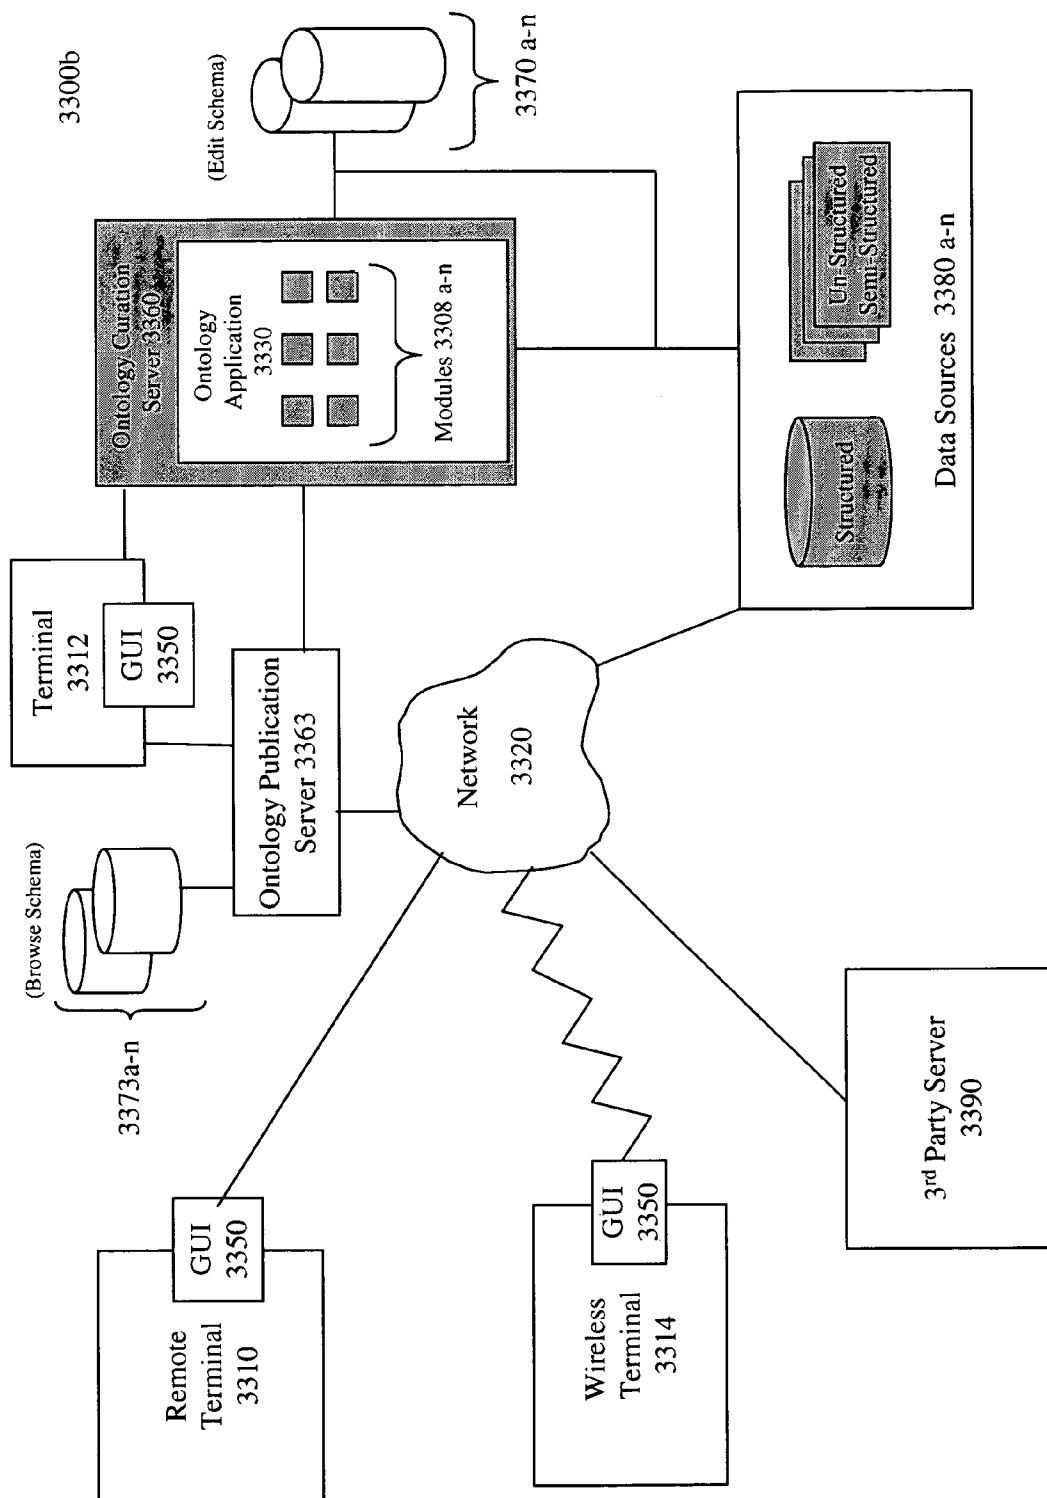 3300b
(Edit Schema)
3370 a-n
Ontology Curation
Server 3360
Ontology
Application
3330
Modules 3308 a-n
Un-Structured
Semi-Structured
Structured
Data Sources 3380 a-n
Terminal
3312
GUI
3350
Ontology Publication
Server 3363
(Browse Schema)
3373a-n
Network
3320
Remote
Terminal
3310
GUI
3350
Wireless
Terminal
3314
GUI
3350
3rd Party Server
3390